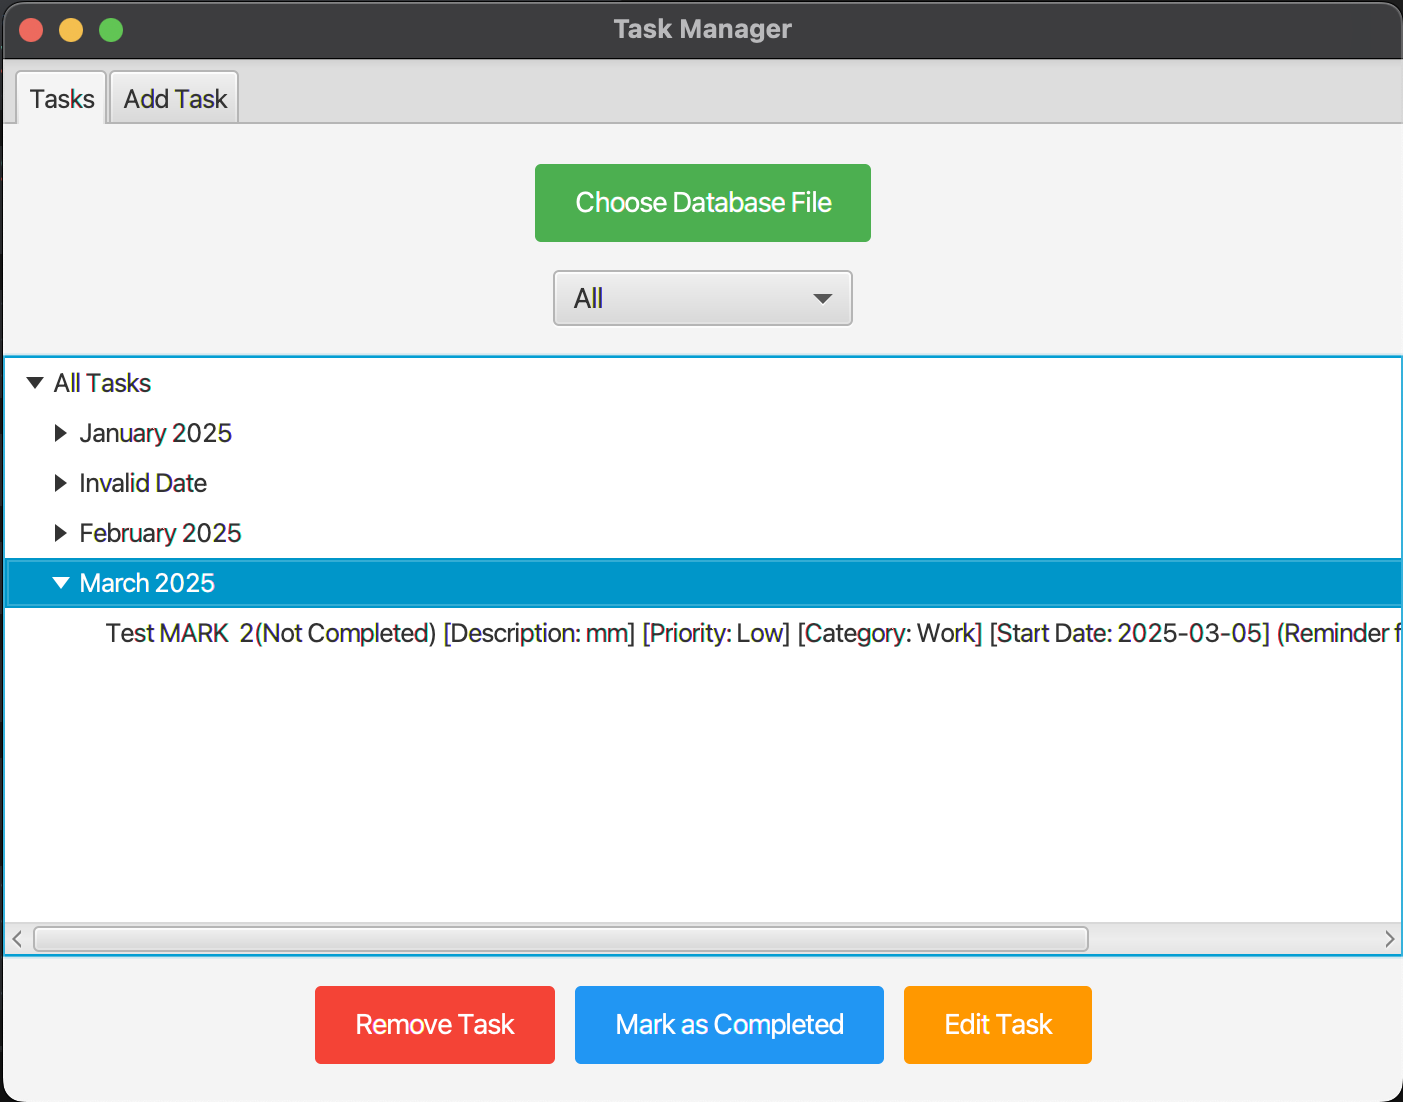 Task Manager
Tasks Add Task
Choose Database File
All
All Tasks
January 2025
Invalid Date
February 2025
March 2025
Test MARK  2(Not Completed) [Description: mm] [Priority: Low] [Category: Work] [Start Date: 2025-03-05] (Reminder
Remove Task Mark as Completed Edit Task